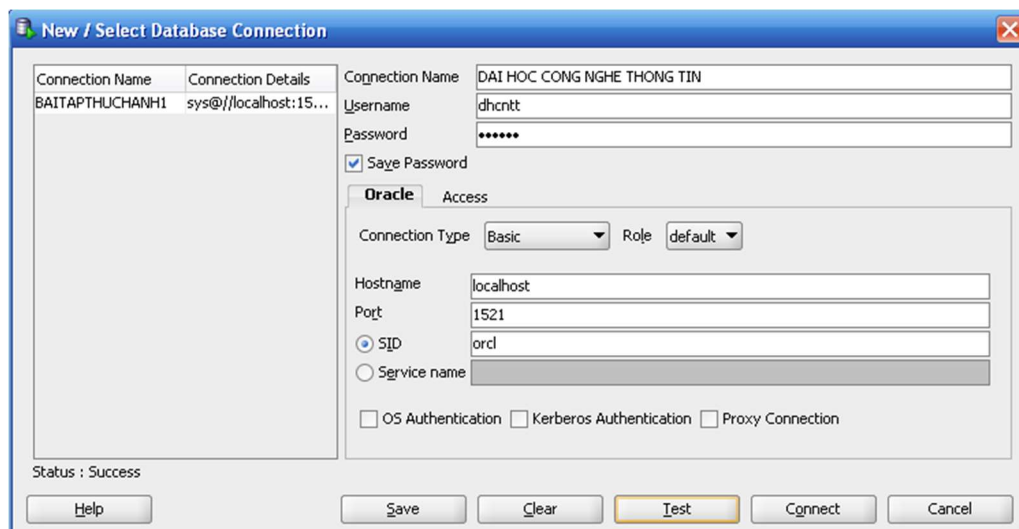 New / Select Database Connection
Connection Name Connection Details
BAITAPTHUCHANH1 sys@//localhost:15...
Connection Name DAI HOC CONG NGHE THONG TIN
Username dhcntt
Password ••••••
Save Password
Oracle Access
Connection Type Basic Role default
Hostname localhost
Port 1521
SID orcl
Service name
OS Authentication Kerberos Authentication Proxy Connection
Status : Success
Help Save Clear Test Connect Cancel